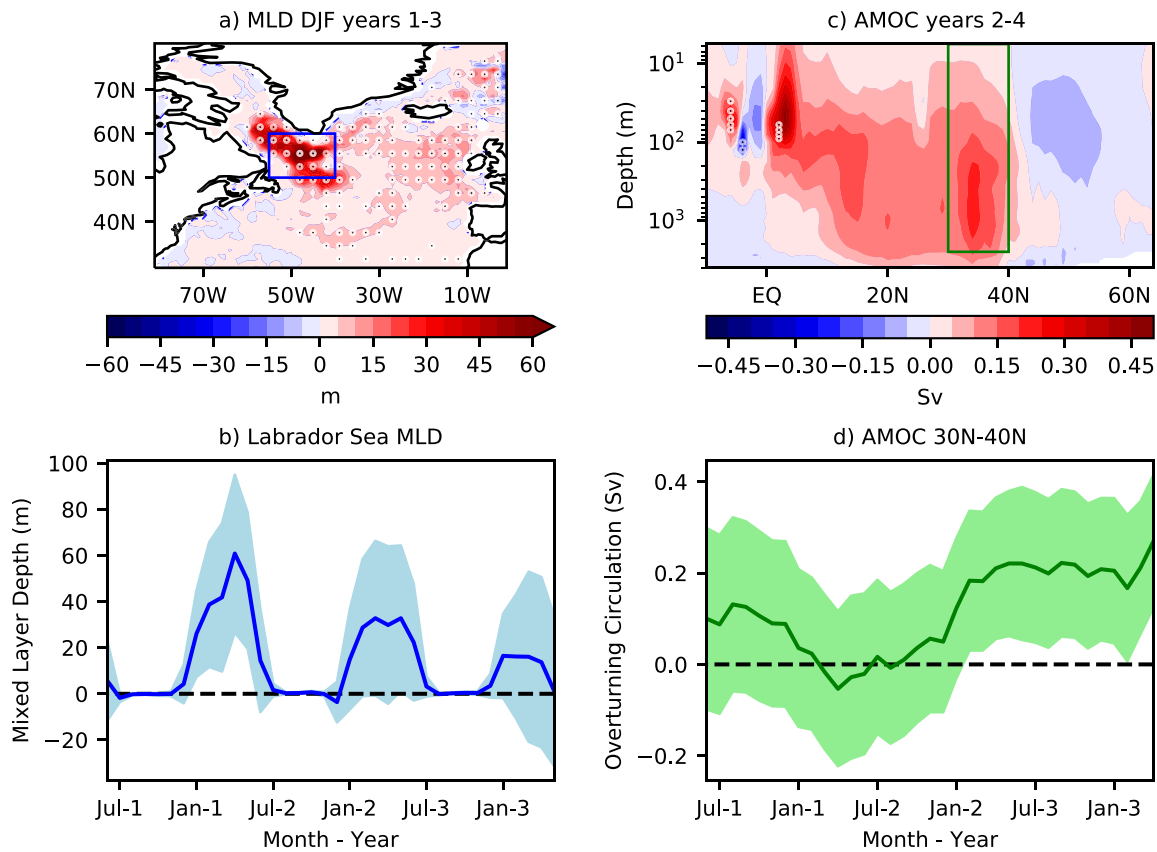 a) MLD DJF years 1-3
70N
60N
50N
40N
70W 50W 30W 10W
−60 −45 −30 −15 0 15 30 45 60
m
c) AMOC years 2-4
Depth (m)
10¹
10²
10³
EQ 20N 40N 60N
−0.45 −0.30 −0.15 0.00 0.15 0.30 0.45
Sv
b) Labrador Sea MLD
Mixed Layer Depth (m)
100
80
60
40
20
0
−20
Jul-1 Jan-1 Jul-2 Jan-2 Jul-3 Jan-3
Month - Year
d) AMOC 30N-40N
Overturning Circulation (Sv)
0.4
0.2
0.0
−0.2
Jul-1 Jan-1 Jul-2 Jan-2 Jul-3 Jan-3
Month - Year